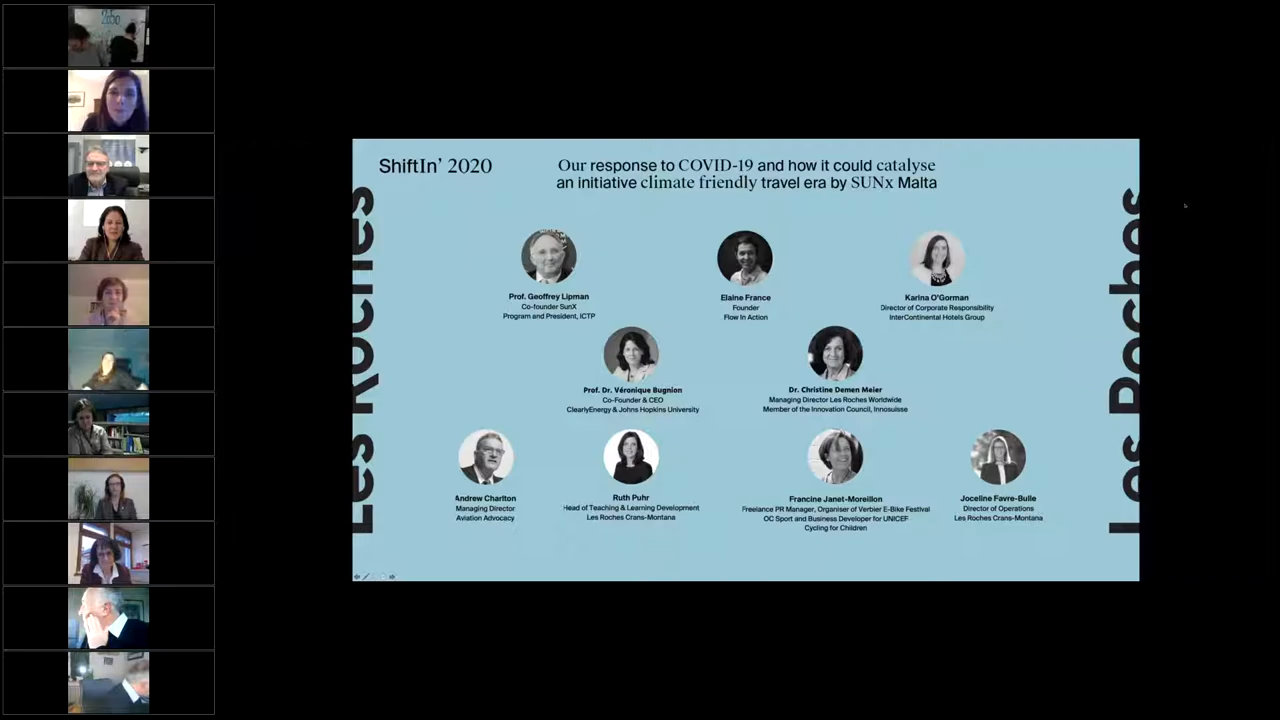 ShiftIn' 2020
Our response to COVID-19 and how it could catalyse
an initiative climate friendly travel era by SUNx Malta
Les Roches
Les Roches
Prof. Geoffrey Lipman
Co-founder SunX
Program and President, ICTP
Elaine France
Founder
Flow In Action
Karina O'Gorman
Director of Corporate Responsibility
InterContinental Hotels Group
Prof. Dr. Véronique Bugnion
Co-Founder & CEO
ClearlyEnergy & Johns Hopkins University
Dr. Christine Demen Meier
Managing Director Les Roches Worldwide
Member of the Innovation Council, Innosuisse
Andrew Charlton
Managing Director
Aviation Advocacy
Ruth Puhr
Head of Teaching & Learning Development
Les Roches Crans-Montana
Francine Janet-Moreillon
Freelance PR Manager, Organiser of Verbier E-Bike Festival
OC Sport and Business Developer for UNICEF
Cycling for Children
Joceline Favre-Bulle
Director of Operations
Les Roches Crans-Montana